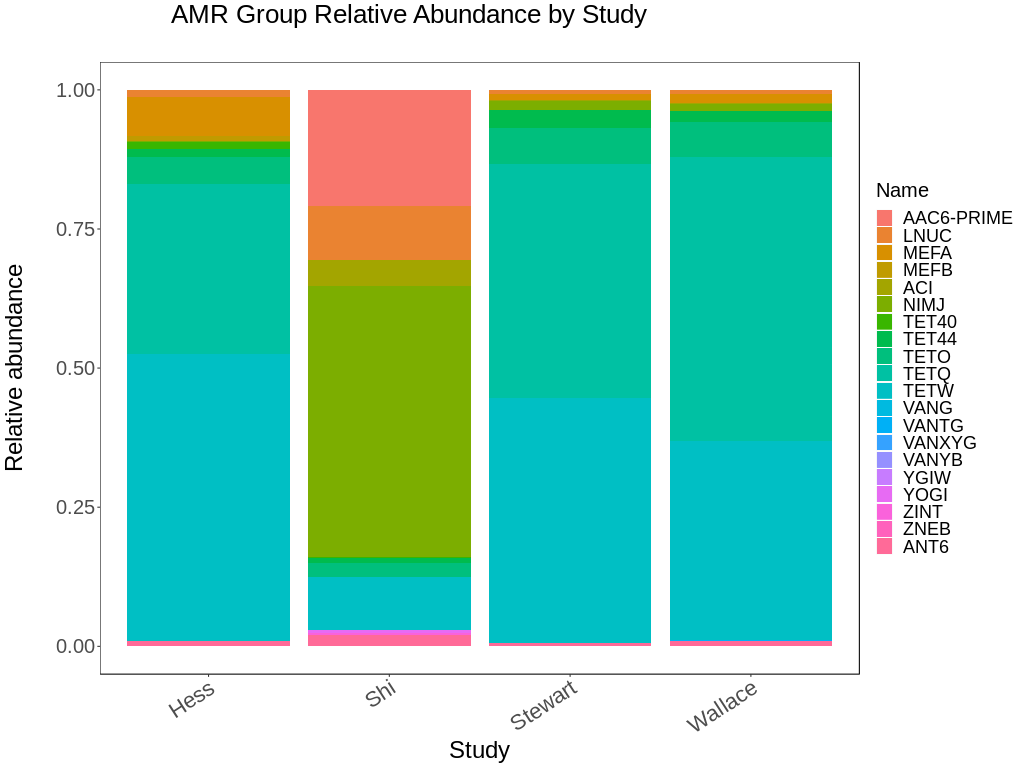 AMR Group Relative Abundance by Study
1.00
0.75
0.50
0.25
0.00
Relative abundance
Hess
Shi
Stewart
Wallace
Study
Name
AAC6-PRIME
LNUC
MEFA
MEFB
ACI
NIMJ
TET40
TET44
TETO
TETQ
TETW
VANG
VANTG
VANXYG
VANYB
YGIW
YOGI
ZINT
ZNEB
ANT6